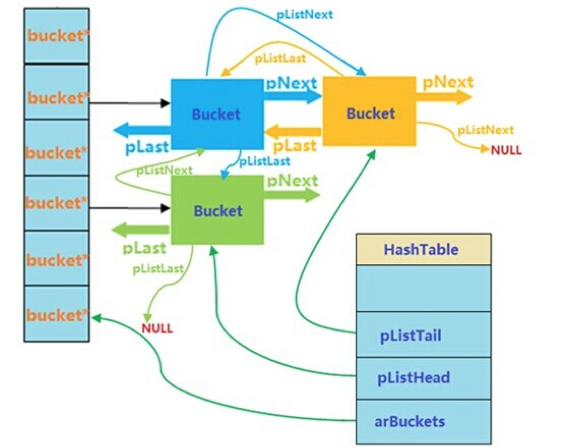 bucket*
bucket*
bucket*
bucket*
bucket*
bucket*
pListNext
pListLast
pNext
pNext
Bucket
Bucket
pLast
pLast
pListNext
NULL
pListLast
pListNext
pNext
Bucket
pLast
pListLast
NULL
HashTable
pListTail
pListHead
arBuckets